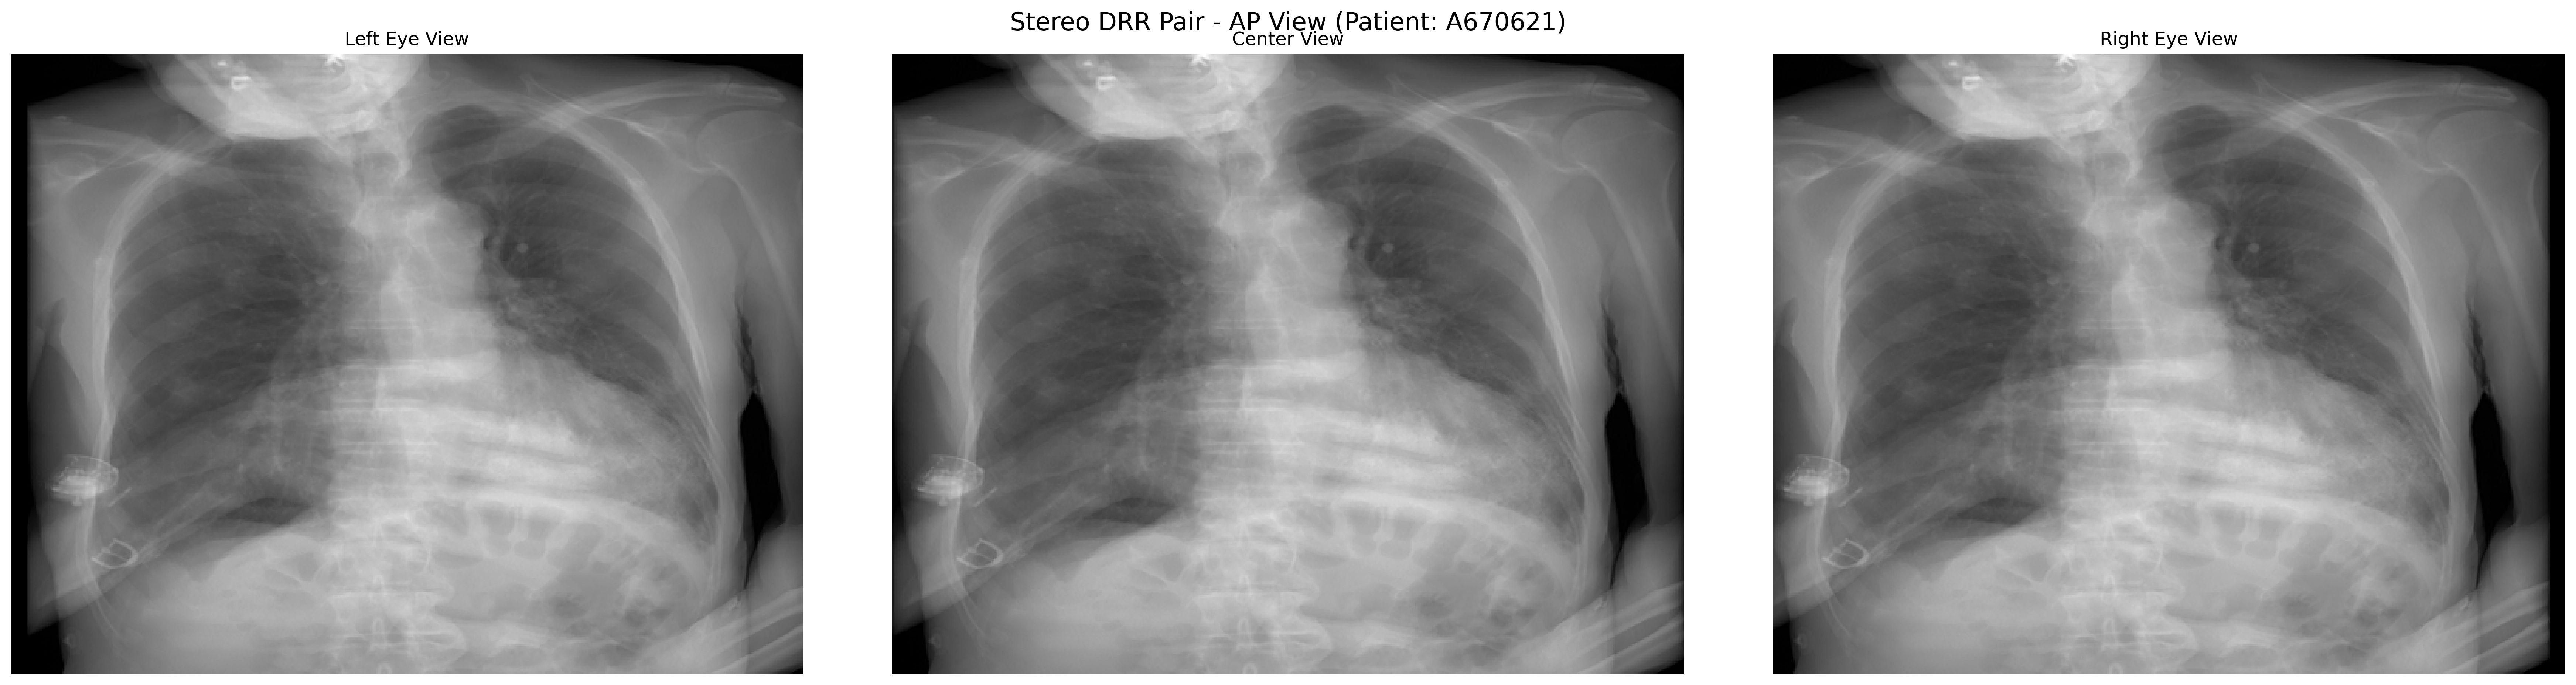 Stereo DRR Pair - AP View (Patient: A670621)
Left Eye View
Center View
Right Eye View